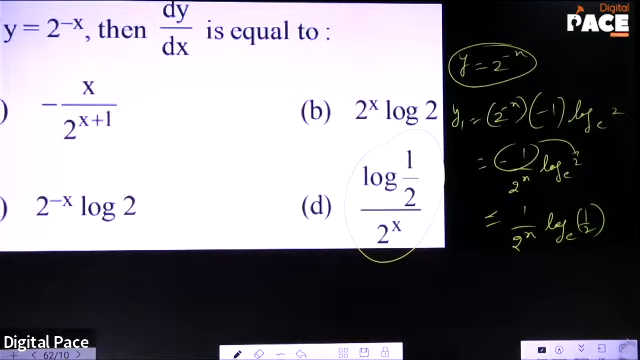 Digital
PACE
y = 2⁻ˣ, then dy/dx is equal to :
) −x/2ˣ⁺¹
(b) 2ˣ log 2
) 2⁻ˣ log 2
(d) log 1/2 / 2ˣ
y = 2⁻ˣ
y₁ = (2⁻ˣ)(−1) logₑ 2
= −1/2ˣ logₑ 2
= 1/2ˣ logₑ (1/2)
Digital Pace
62/10